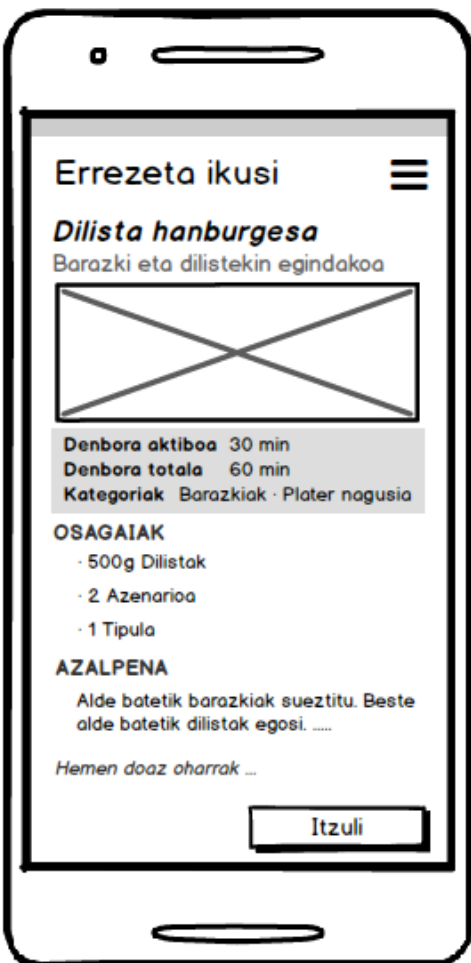 Errezeta ikusi
Dilista hanburgesa
Barazki eta dilistekin egindakoa
Denbora aktiboa 30 min
Denbora totala 60 min
Kategoriak Barazkiak · Plater nagusia
OSAGAIAK
· 500g Dilistak
· 2 Azenarioa
· 1 Tipula
AZALPENA
Alde batetik barazkiak sueztitu. Beste
alde batetik dilistak egosi. .....
Hemen doaz oharrak ...
Itzuli